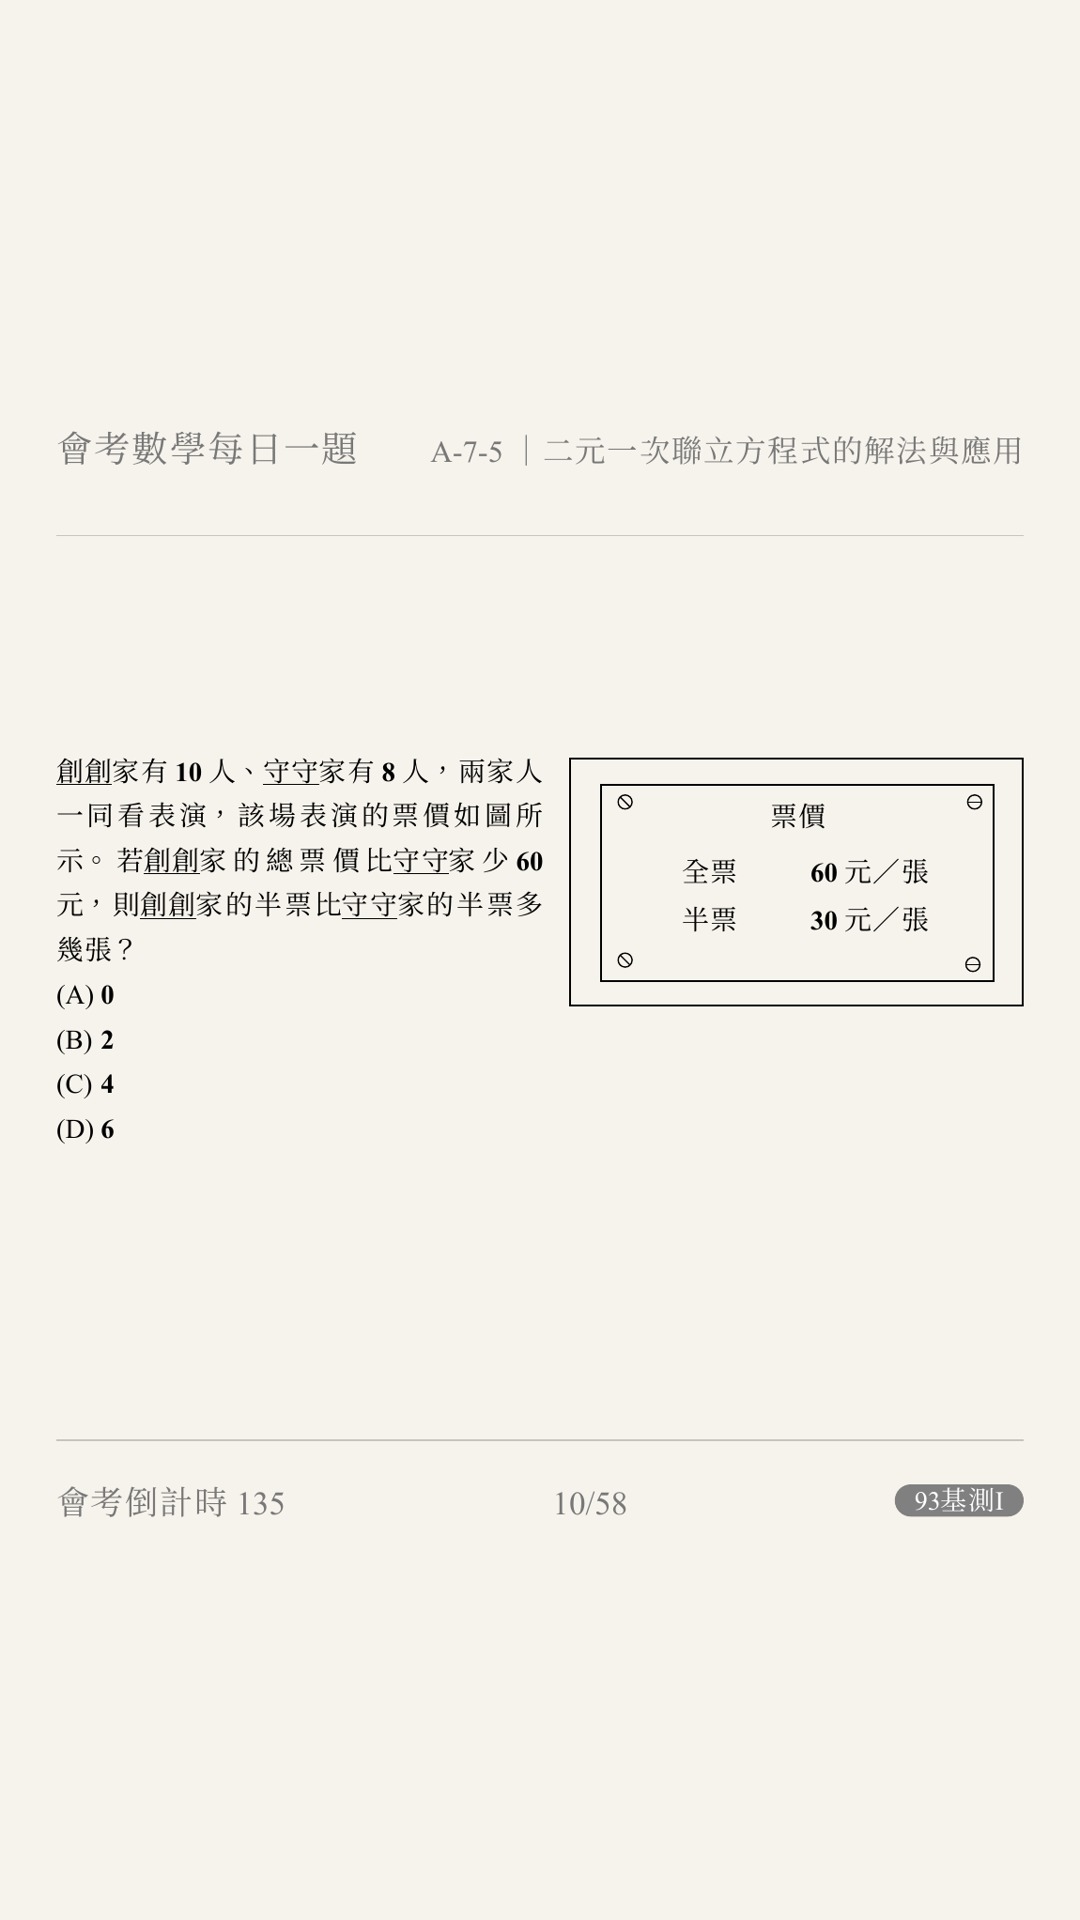 會考數學每日一題
A-7-5｜二元一次聯立方程式的解法與應用
創創家有 10 人、守守家有 8 人，兩家人
一同看表演，該場表演的票價如圖所
示。若創創家的總票價比守守家少 60
元，則創創家的半票比守守家的半票多
幾張？
(A) 0
(B) 2
(C) 4
(D) 6
票價
全票 60 元／張
半票 30 元／張
會考倒計時 135
10/58
93基測I